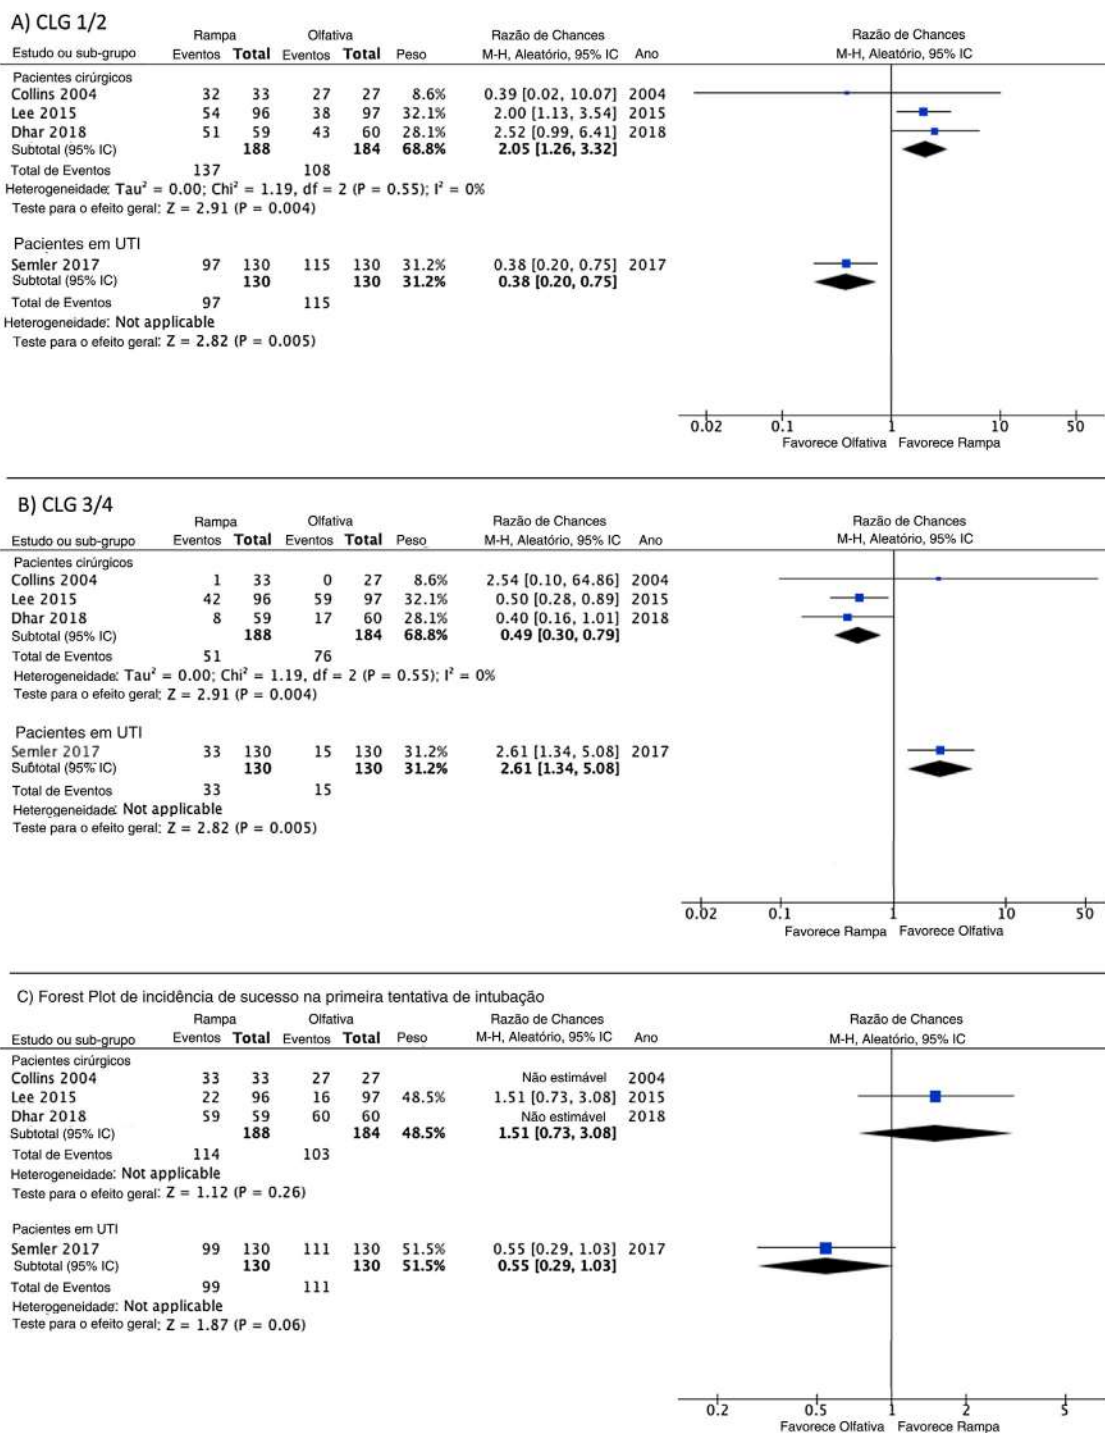 A) CLG 1/2
Rampa Olfativa Razão de Chances Razão de Chances
Estudo ou sub-grupo Eventos Total Eventos Total Peso M-H, Aleatório, 95% IC Ano M-H, Aleatório, 95% IC
Pacientes cirúrgicos
Collins 2004 32 33 27 27 8.6% 0.39 [0.02, 10.07] 2004
Lee 2015 54 96 38 97 32.1% 2.00 [1.13, 3.54] 2015
Dhar 2018 51 59 43 60 28.1% 2.52 [0.99, 6.41] 2018
Subtotal (95% IC) 188 184 68.8% 2.05 [1.26, 3.32]
Total de Eventos 137 108
Heterogeneidade: Tau² = 0.00; Chi² = 1.19, df = 2 (P = 0.55); I² = 0%
Teste para o efeito geral: Z = 2.91 (P = 0.004)
Pacientes em UTI
Semler 2017 97 130 115 130 31.2% 0.38 [0.20, 0.75] 2017
Subtotal (95% IC) 130 130 31.2% 0.38 [0.20, 0.75]
Total de Eventos 97 115
Heterogeneidade: Not applicable
Teste para o efeito geral: Z = 2.82 (P = 0.005)
0.02 0.1 1 10 50
Favorece Olfativa Favorece Rampa
B) CLG 3/4
Rampa Olfativa Razão de Chances Razão de Chances
Estudo ou sub-grupo Eventos Total Eventos Total Peso M-H, Aleatório, 95% IC Ano M-H, Aleatório, 95% IC
Pacientes cirúrgicos
Collins 2004 1 33 0 27 8.6% 2.54 [0.10, 64.86] 2004
Lee 2015 42 96 59 97 32.1% 0.50 [0.28, 0.89] 2015
Dhar 2018 8 59 17 60 28.1% 0.40 [0.16, 1.01] 2018
Subtotal (95% IC) 188 184 68.8% 0.49 [0.30, 0.79]
Total de Eventos 51 76
Heterogeneidade: Tau² = 0.00; Chi² = 1.19, df = 2 (P = 0.55); I² = 0%
Teste para o efeito geral: Z = 2.91 (P = 0.004)
Pacientes em UTI
Semler 2017 33 130 15 130 31.2% 2.61 [1.34, 5.08] 2017
Subtotal (95% IC) 130 130 31.2% 2.61 [1.34, 5.08]
Total de Eventos 33 15
Heterogeneidade: Not applicable
Teste para o efeito geral: Z = 2.82 (P = 0.005)
0.02 0.1 1 10 50
Favorece Rampa Favorece Olfativa
C) Forest Plot de incidência de sucesso na primeira tentativa de intubação
Rampa Olfativa Razão de Chances Razão de Chances
Estudo ou sub-grupo Eventos Total Eventos Total Peso M-H, Aleatório, 95% IC Ano M-H, Aleatório, 95% IC
Pacientes cirúrgicos
Collins 2004 33 33 27 27 Não estimável 2004
Lee 2015 22 96 16 97 48.5% 1.51 [0.73, 3.08] 2015
Dhar 2018 59 59 60 60 Não estimável 2018
Subtotal (95% IC) 188 184 48.5% 1.51 [0.73, 3.08]
Total de Eventos 114 103
Heterogeneidade: Not applicable
Teste para o efeito geral: Z = 1.12 (P = 0.26)
Pacientes em UTI
Semler 2017 99 130 111 130 51.5% 0.55 [0.29, 1.03] 2017
Subtotal (95% IC) 130 130 51.5% 0.55 [0.29, 1.03]
Total de Eventos 99 111
Heterogeneidade: Not applicable
Teste para o efeito geral: Z = 1.87 (P = 0.06)
0.2 0.5 1 2 5
Favorece Olfativa Favorece Rampa